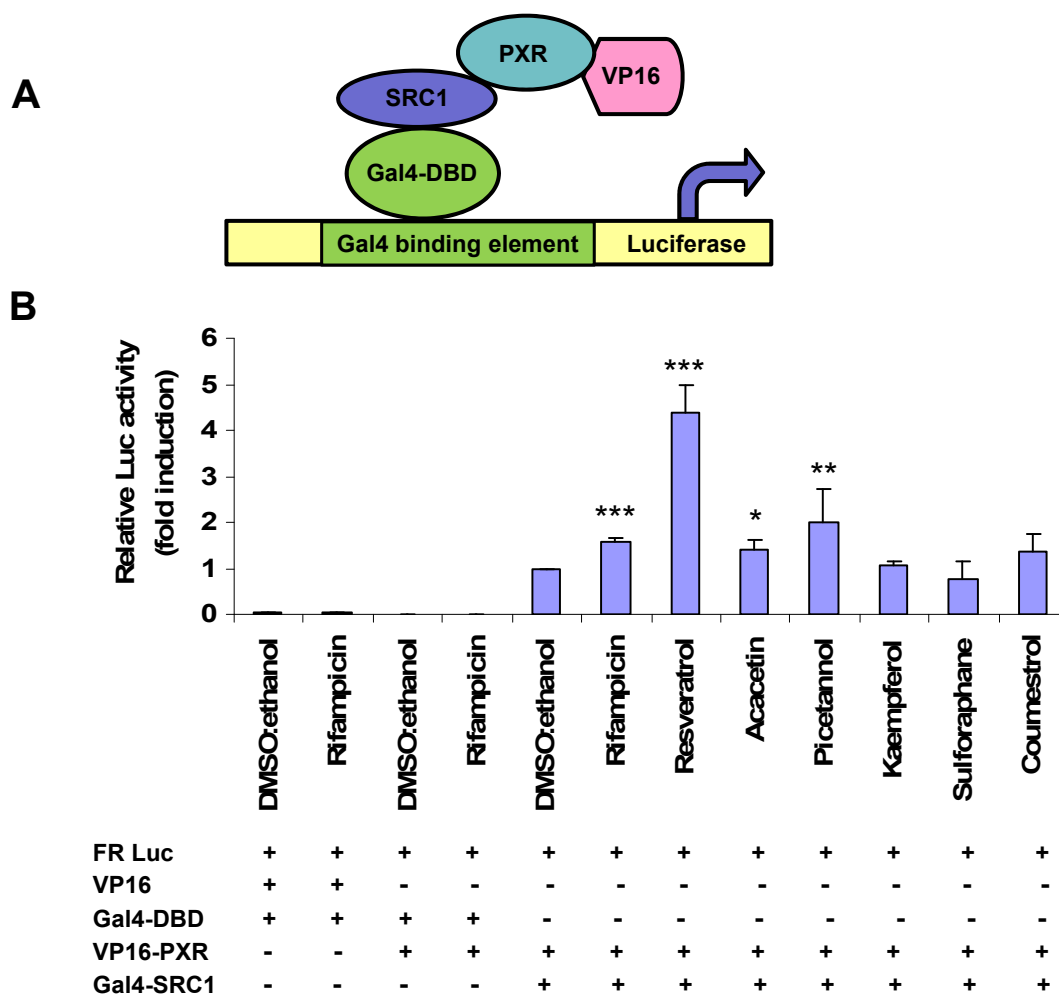 A
PXR
VP16
SRC1
Gal4-DBD
Gal4 binding element
Luciferase
B
Relative Luc activity
(fold induction)
6
5
4
3
2
1
0
***
***
*
**
DMSO:ethanol
Rifampicin
DMSO:ethanol
Rifampicin
DMSO:ethanol
Rifampicin
Resveratrol
Acacetin
Picetannol
Kaempferol
Sulforaphane
Coumestrol
FR Luc + + + + + + + + + + + +
VP16 + + - - - - - - - - - -
Gal4-DBD + + + + - - - - - - - -
VP16-PXR - - + + + + + + + + + +
Gal4-SRC1 - - - - + + + + + + + +